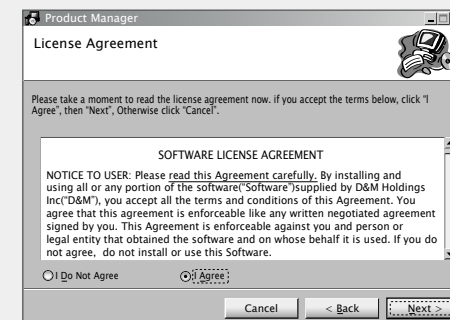 Product Manager
License Agreement
Please take a moment to read the license agreement now. if you accept the terms below, click "I
Agree", then "Next", Otherwise click "Cancel".
SOFTWARE LICENSE AGREEMENT
NOTICE TO USER: Please read this Agreement carefully. By installing and
using all or any portion of the software("Software")supplied by D&M Holdings
Inc("D&M"), you accept all the terms and conditions of this Agreement. You
agree that this agreement is enforceable like any written negotiated agreement
signed by you. This Agreement is enforceable against you and person or
legal entity that obtained the software and on whose behalf it is used. If you do
not agree, do not install or use this Software.
I Do Not Agree
I Agree
Cancel
< Back
Next >